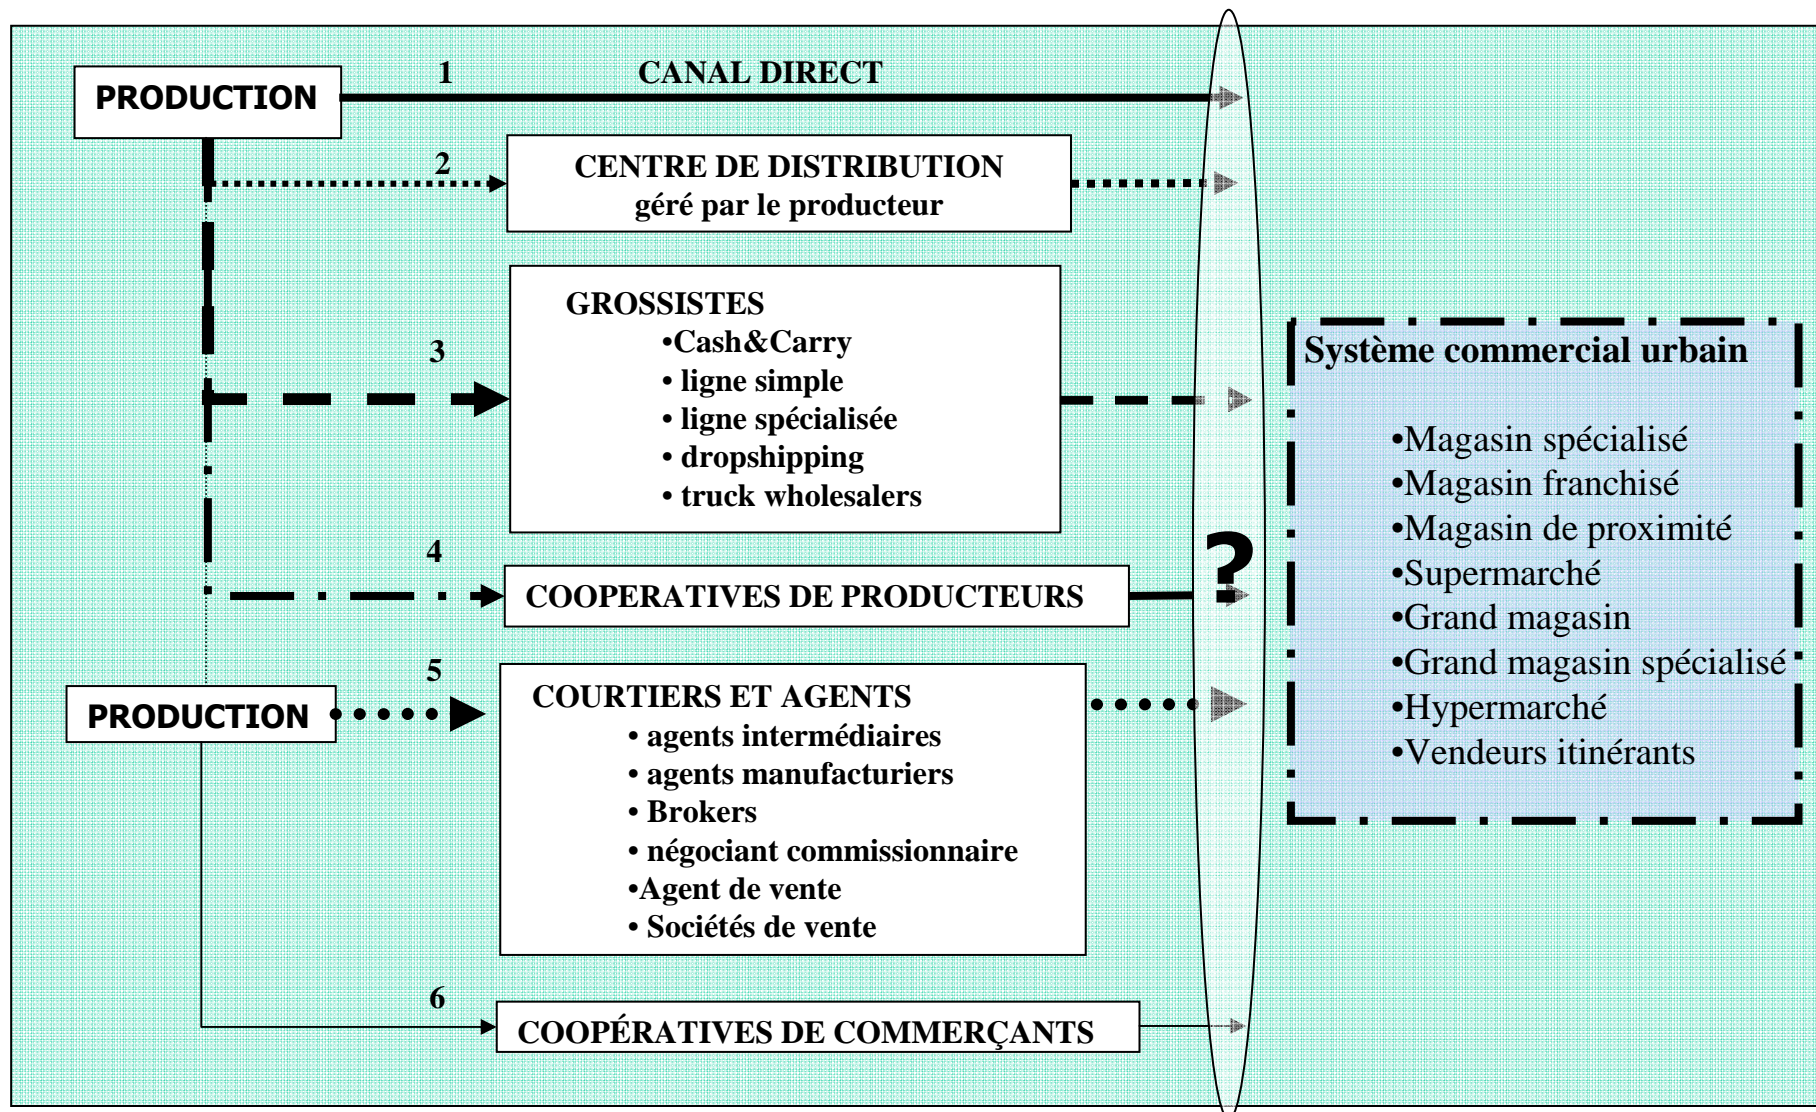 1
CANAL DIRECT
PRODUCTION
2
CENTRE DE DISTRIBUTION
géré par le producteur
GROSSISTES
•Cash&Carry
• ligne simple
• ligne spécialisée
• dropshipping
• truck wholesalers
3
4
COOPERATIVES DE PRODUCTEURS
5
PRODUCTION
COURTIERS ET AGENTS
• agents intermédiaires
• agents manufacturiers
• Brokers
• négociant commissionnaire
•Agent de vente
• Sociétés de vente
6
COOPÉRATIVES DE COMMERÇANTS
?
Système commercial urbain
•Magasin spécialisé
•Magasin franchisé
•Magasin de proximité
•Supermarché
•Grand magasin
•Grand magasin spécialisé
•Hypermarché
•Vendeurs itinérants